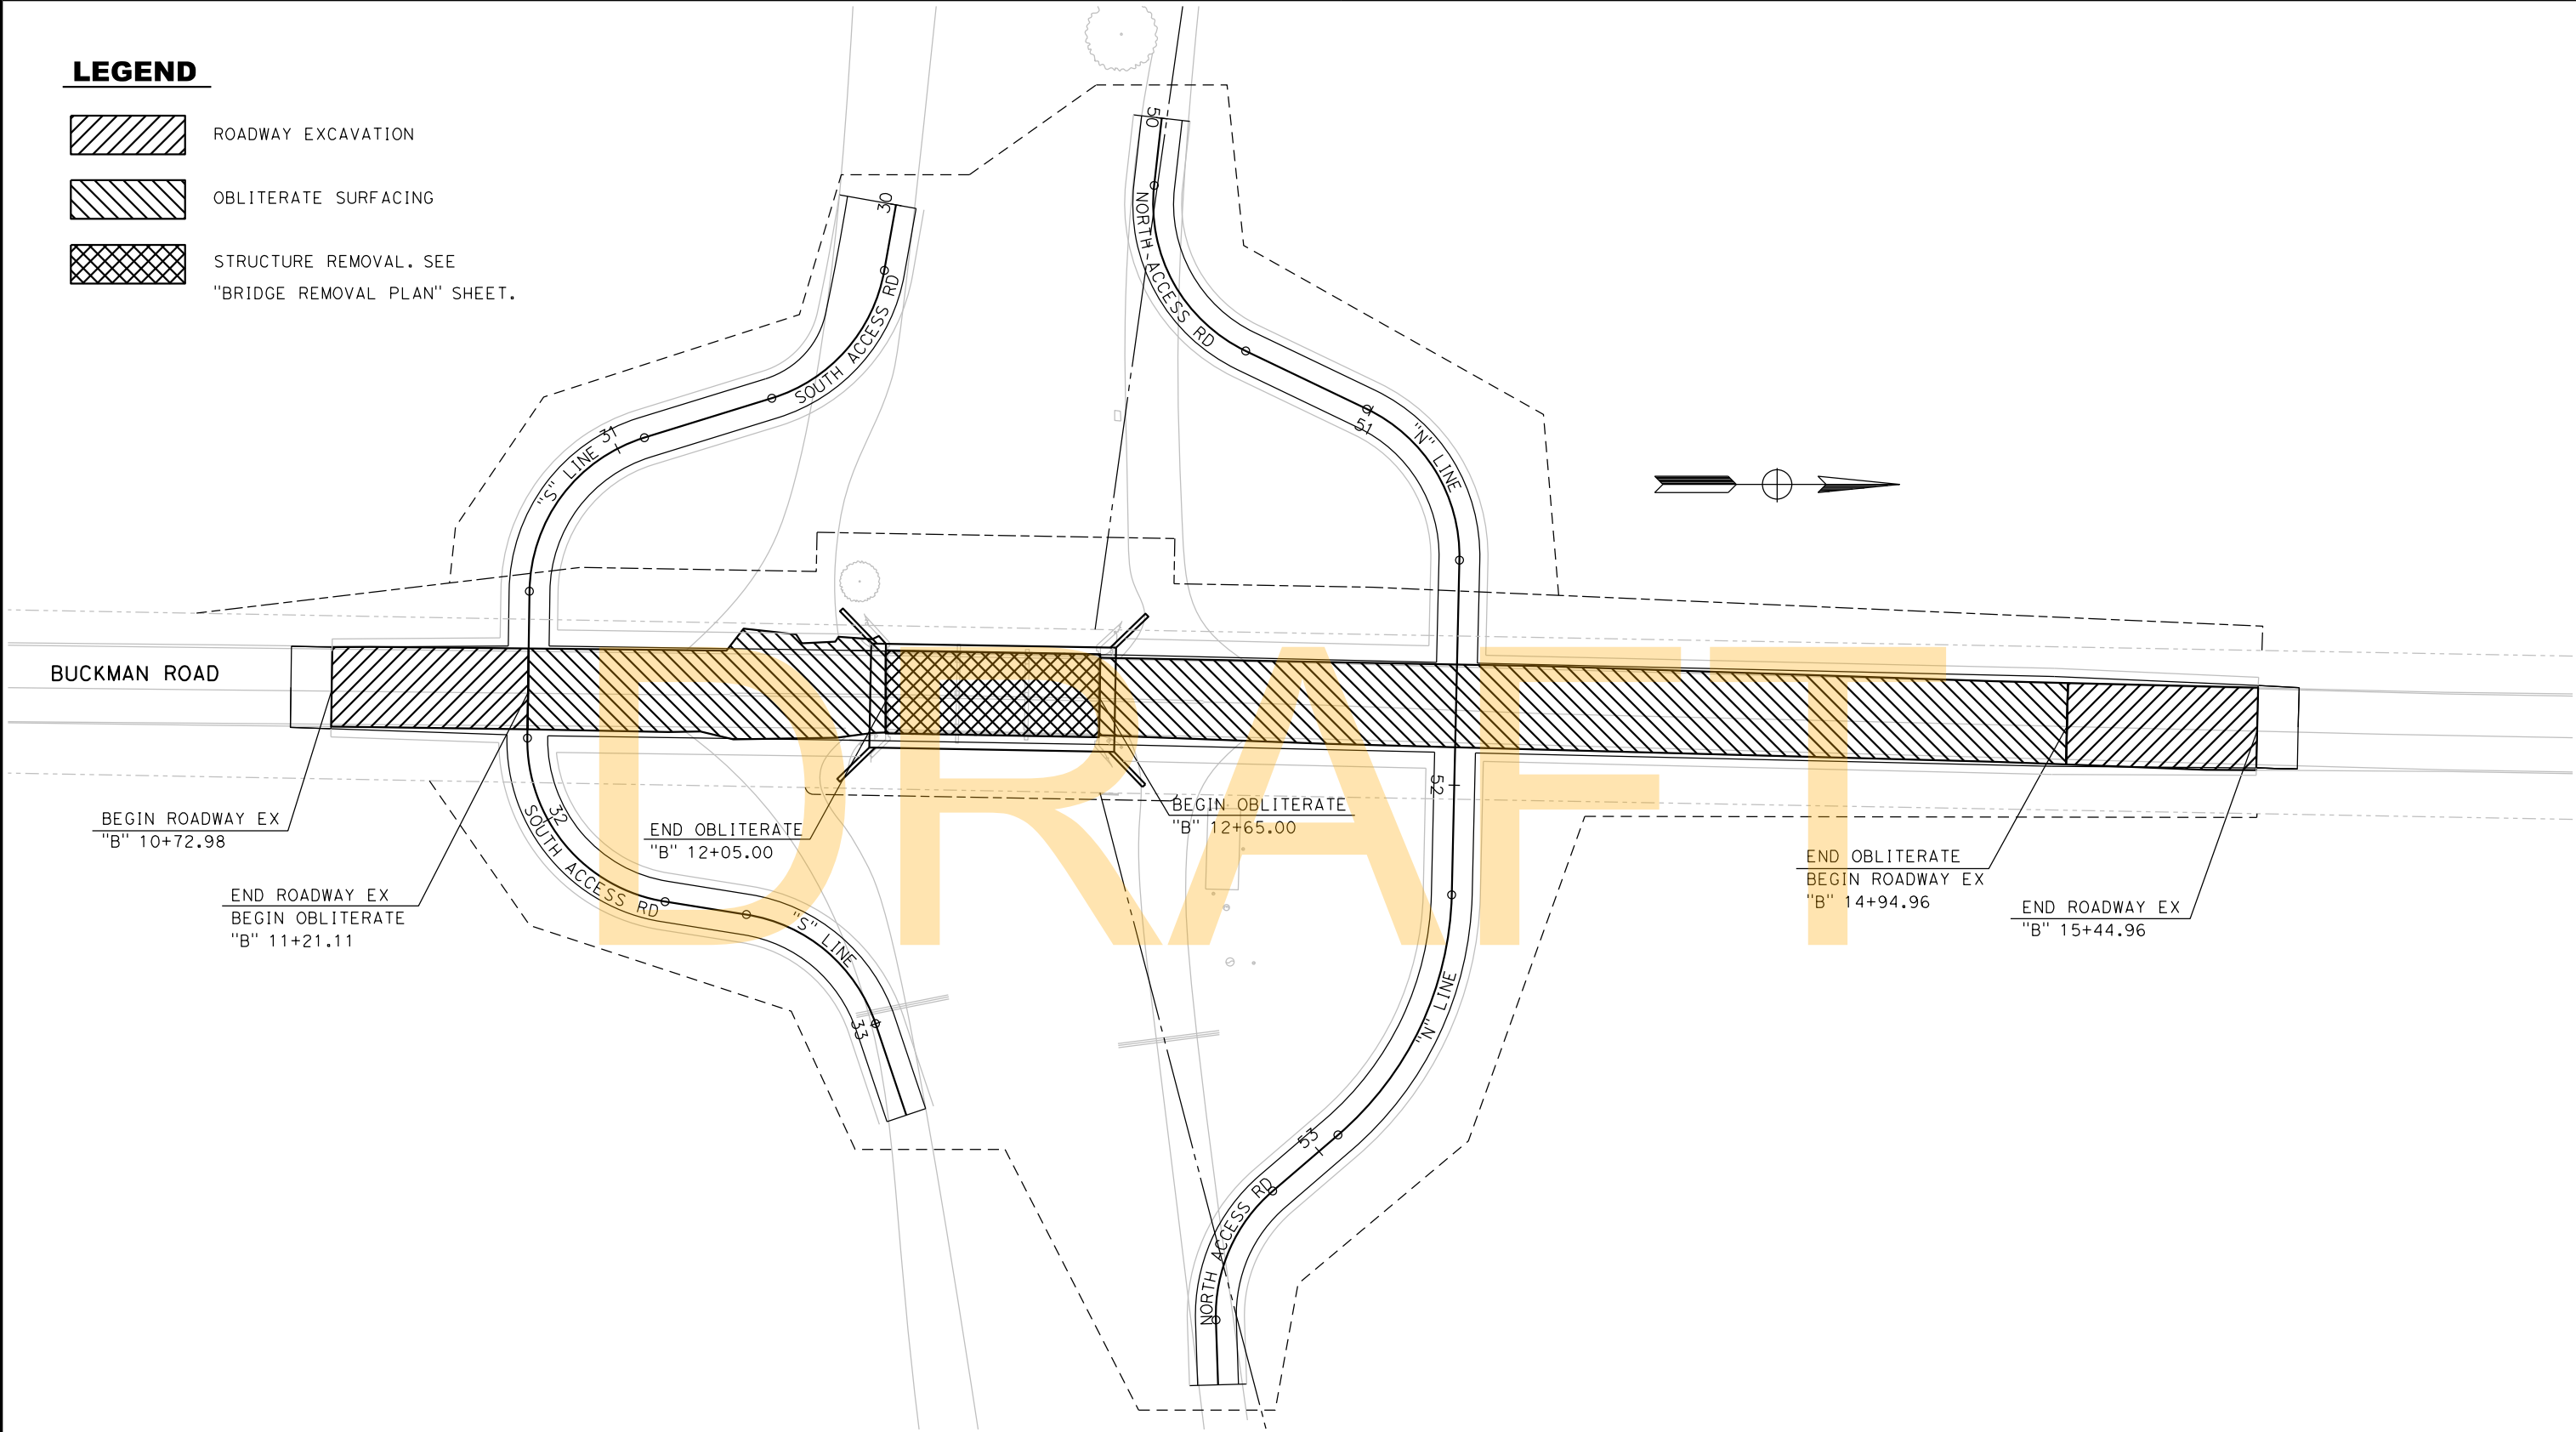 LEGEND
ROADWAY EXCAVATION
OBLITERATE SURFACING
STRUCTURE REMOVAL. SEE
"BRIDGE REMOVAL PLAN" SHEET.
50
30
NORTH ACCESS RD
SOUTH ACCESS RD
31
"S" LINE
51
"N" LINE
BUCKMAN ROAD
DRAFT
52
BEGIN ROADWAY EX
"B" 10+72.98
END ROADWAY EX
BEGIN OBLITERATE
"B" 11+21.11
32
SOUTH ACCESS RD
END OBLITERATE
"B" 12+05.00
BEGIN OBLITERATE
"B" 12+65.00
END OBLITERATE
BEGIN ROADWAY EX
"B" 14+94.96
END ROADWAY EX
"B" 15+44.96
"S" LINE
33
"N" LINE
53
NORTH ACCESS RD